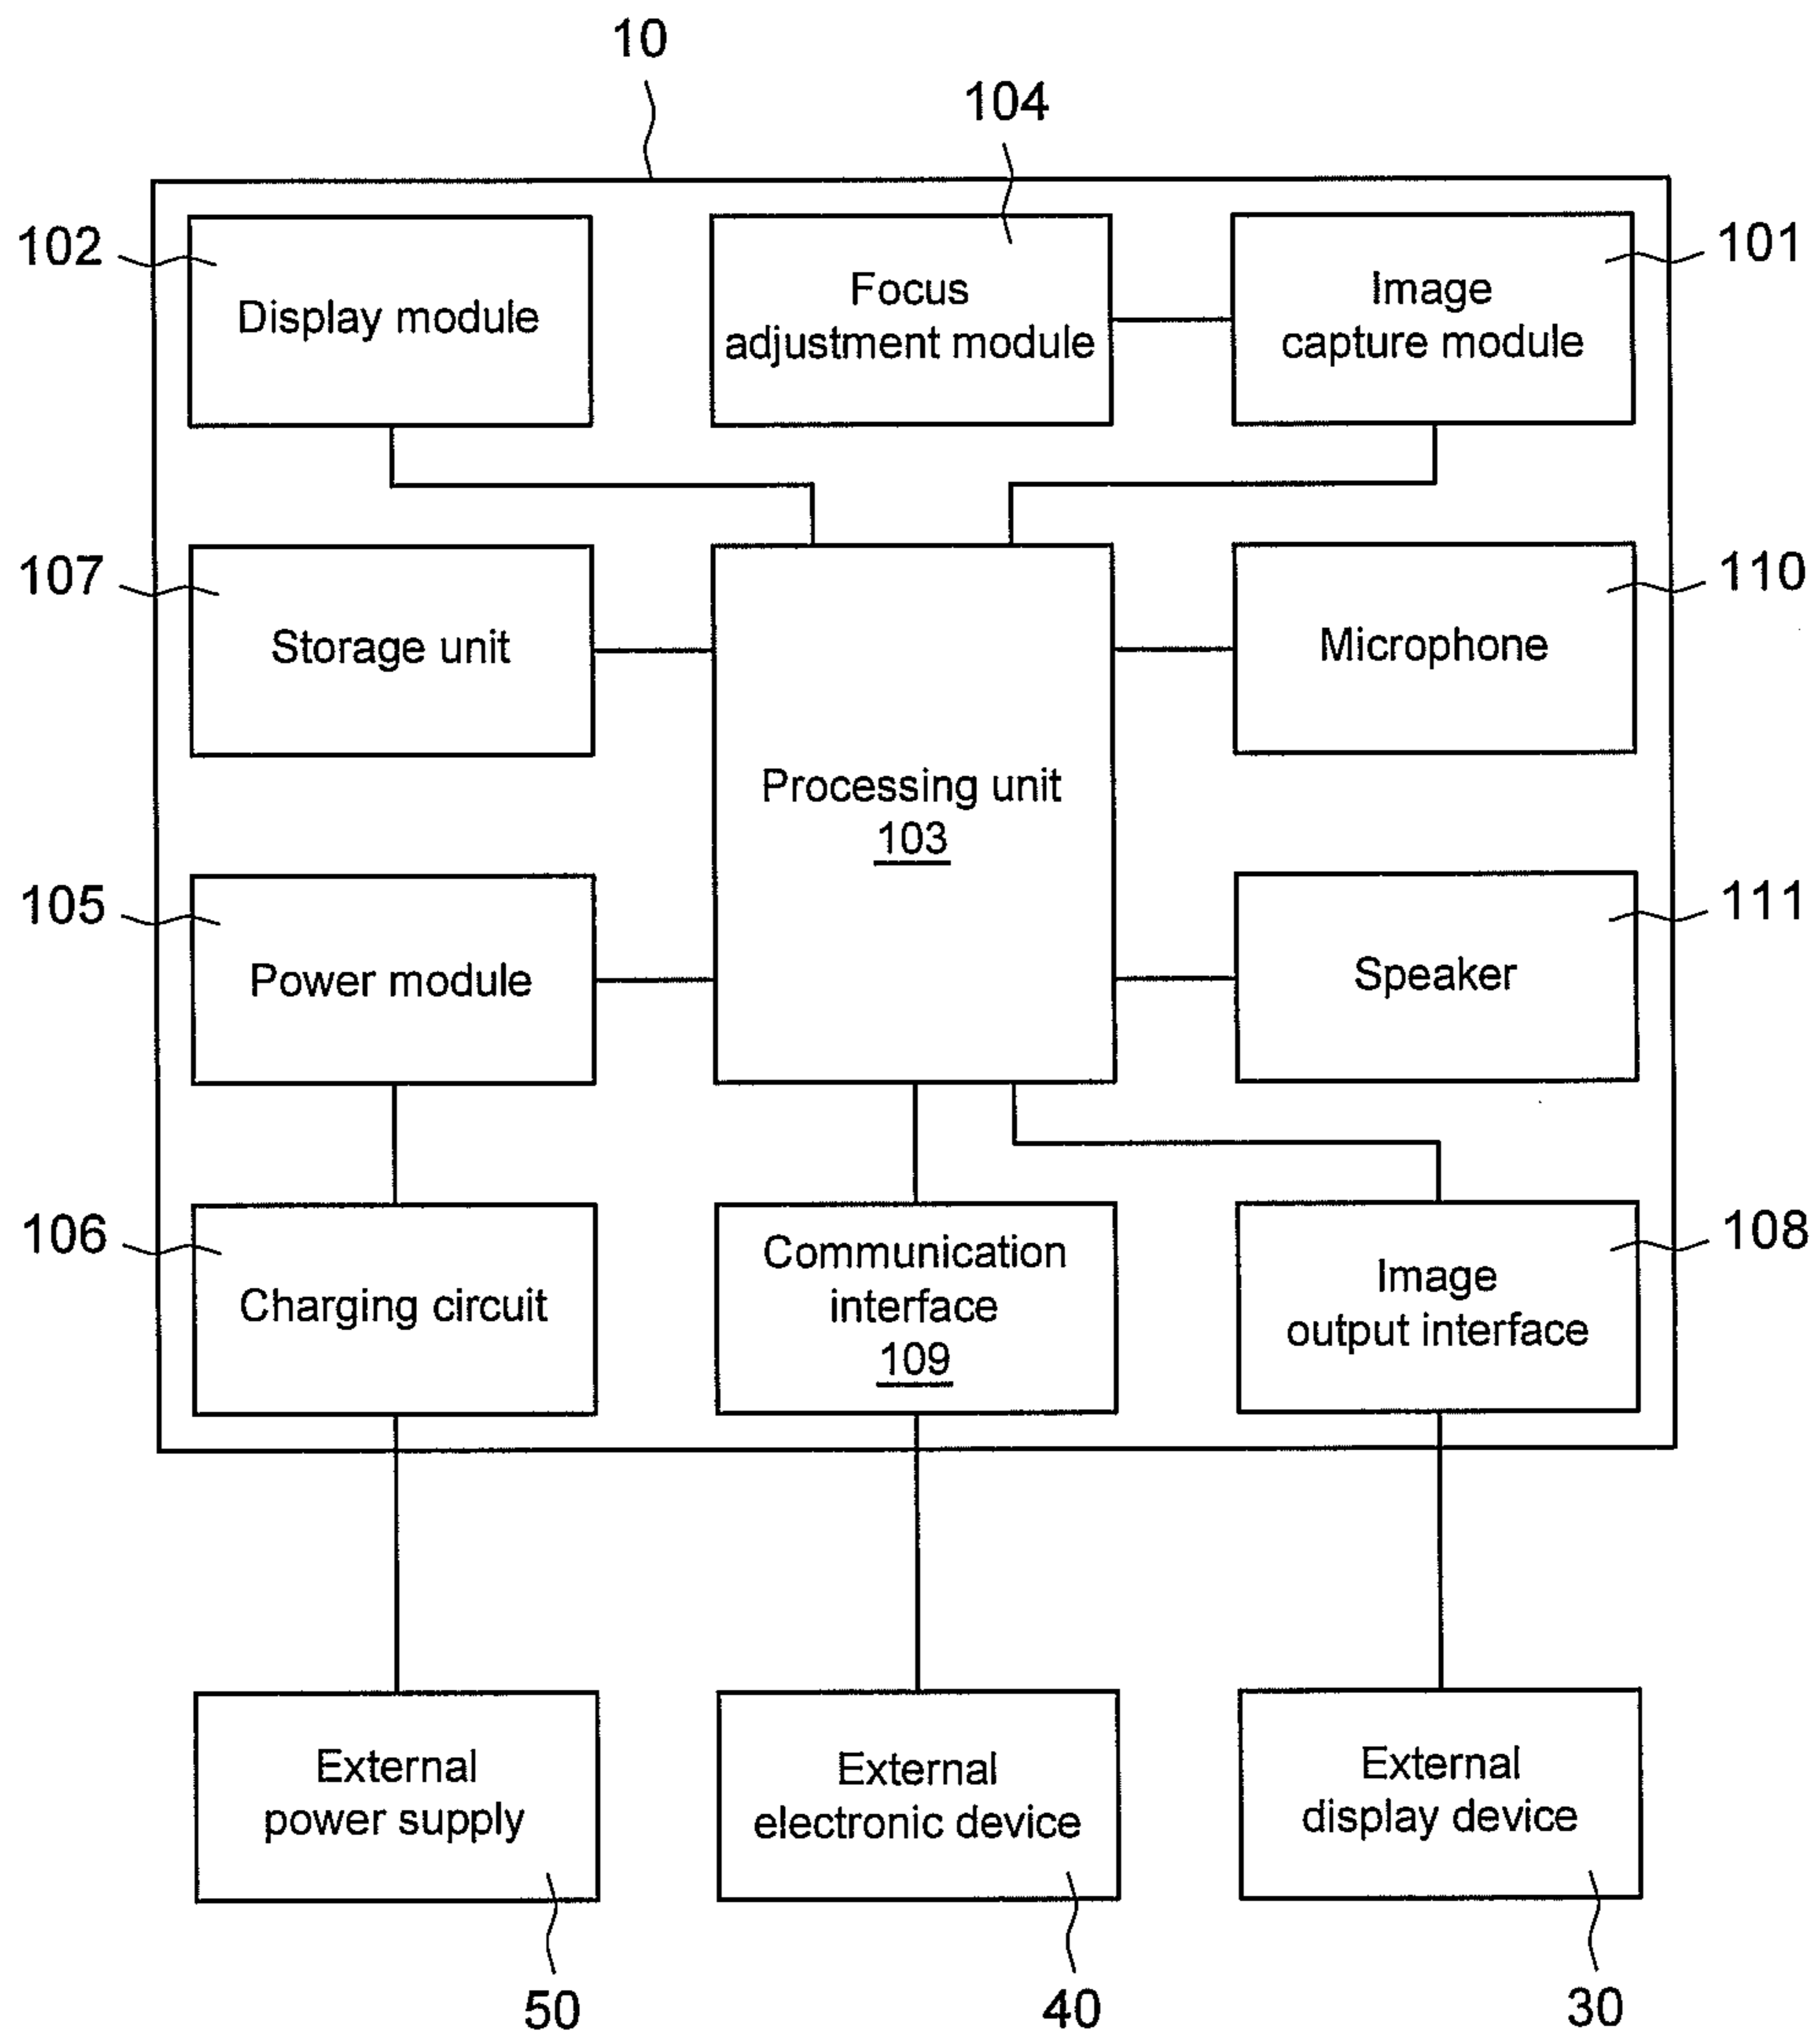 10
104
102
Display module
Focus
adjustment module
Image
capture module
101
107
Storage unit
Processing unit
103
Microphone
110
105
Power module
Speaker
111
106
Charging circuit
Communication
interface
109
Image
output interface
108
External
power supply
External
electronic device
External
display device
50
40
30